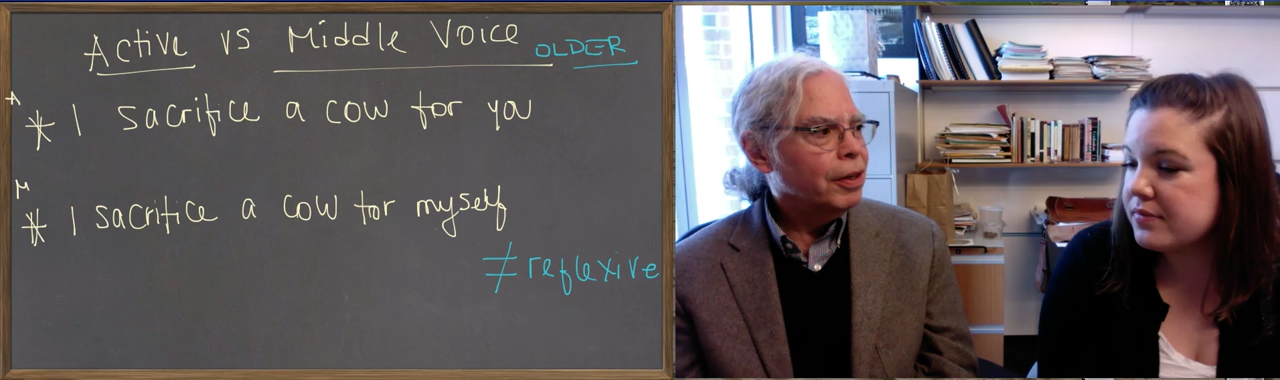 Active vs Middle Voice OLDER
A
* I sacrifice a cow for you
M
* I sacrifice a cow for myself
≠ reflexive